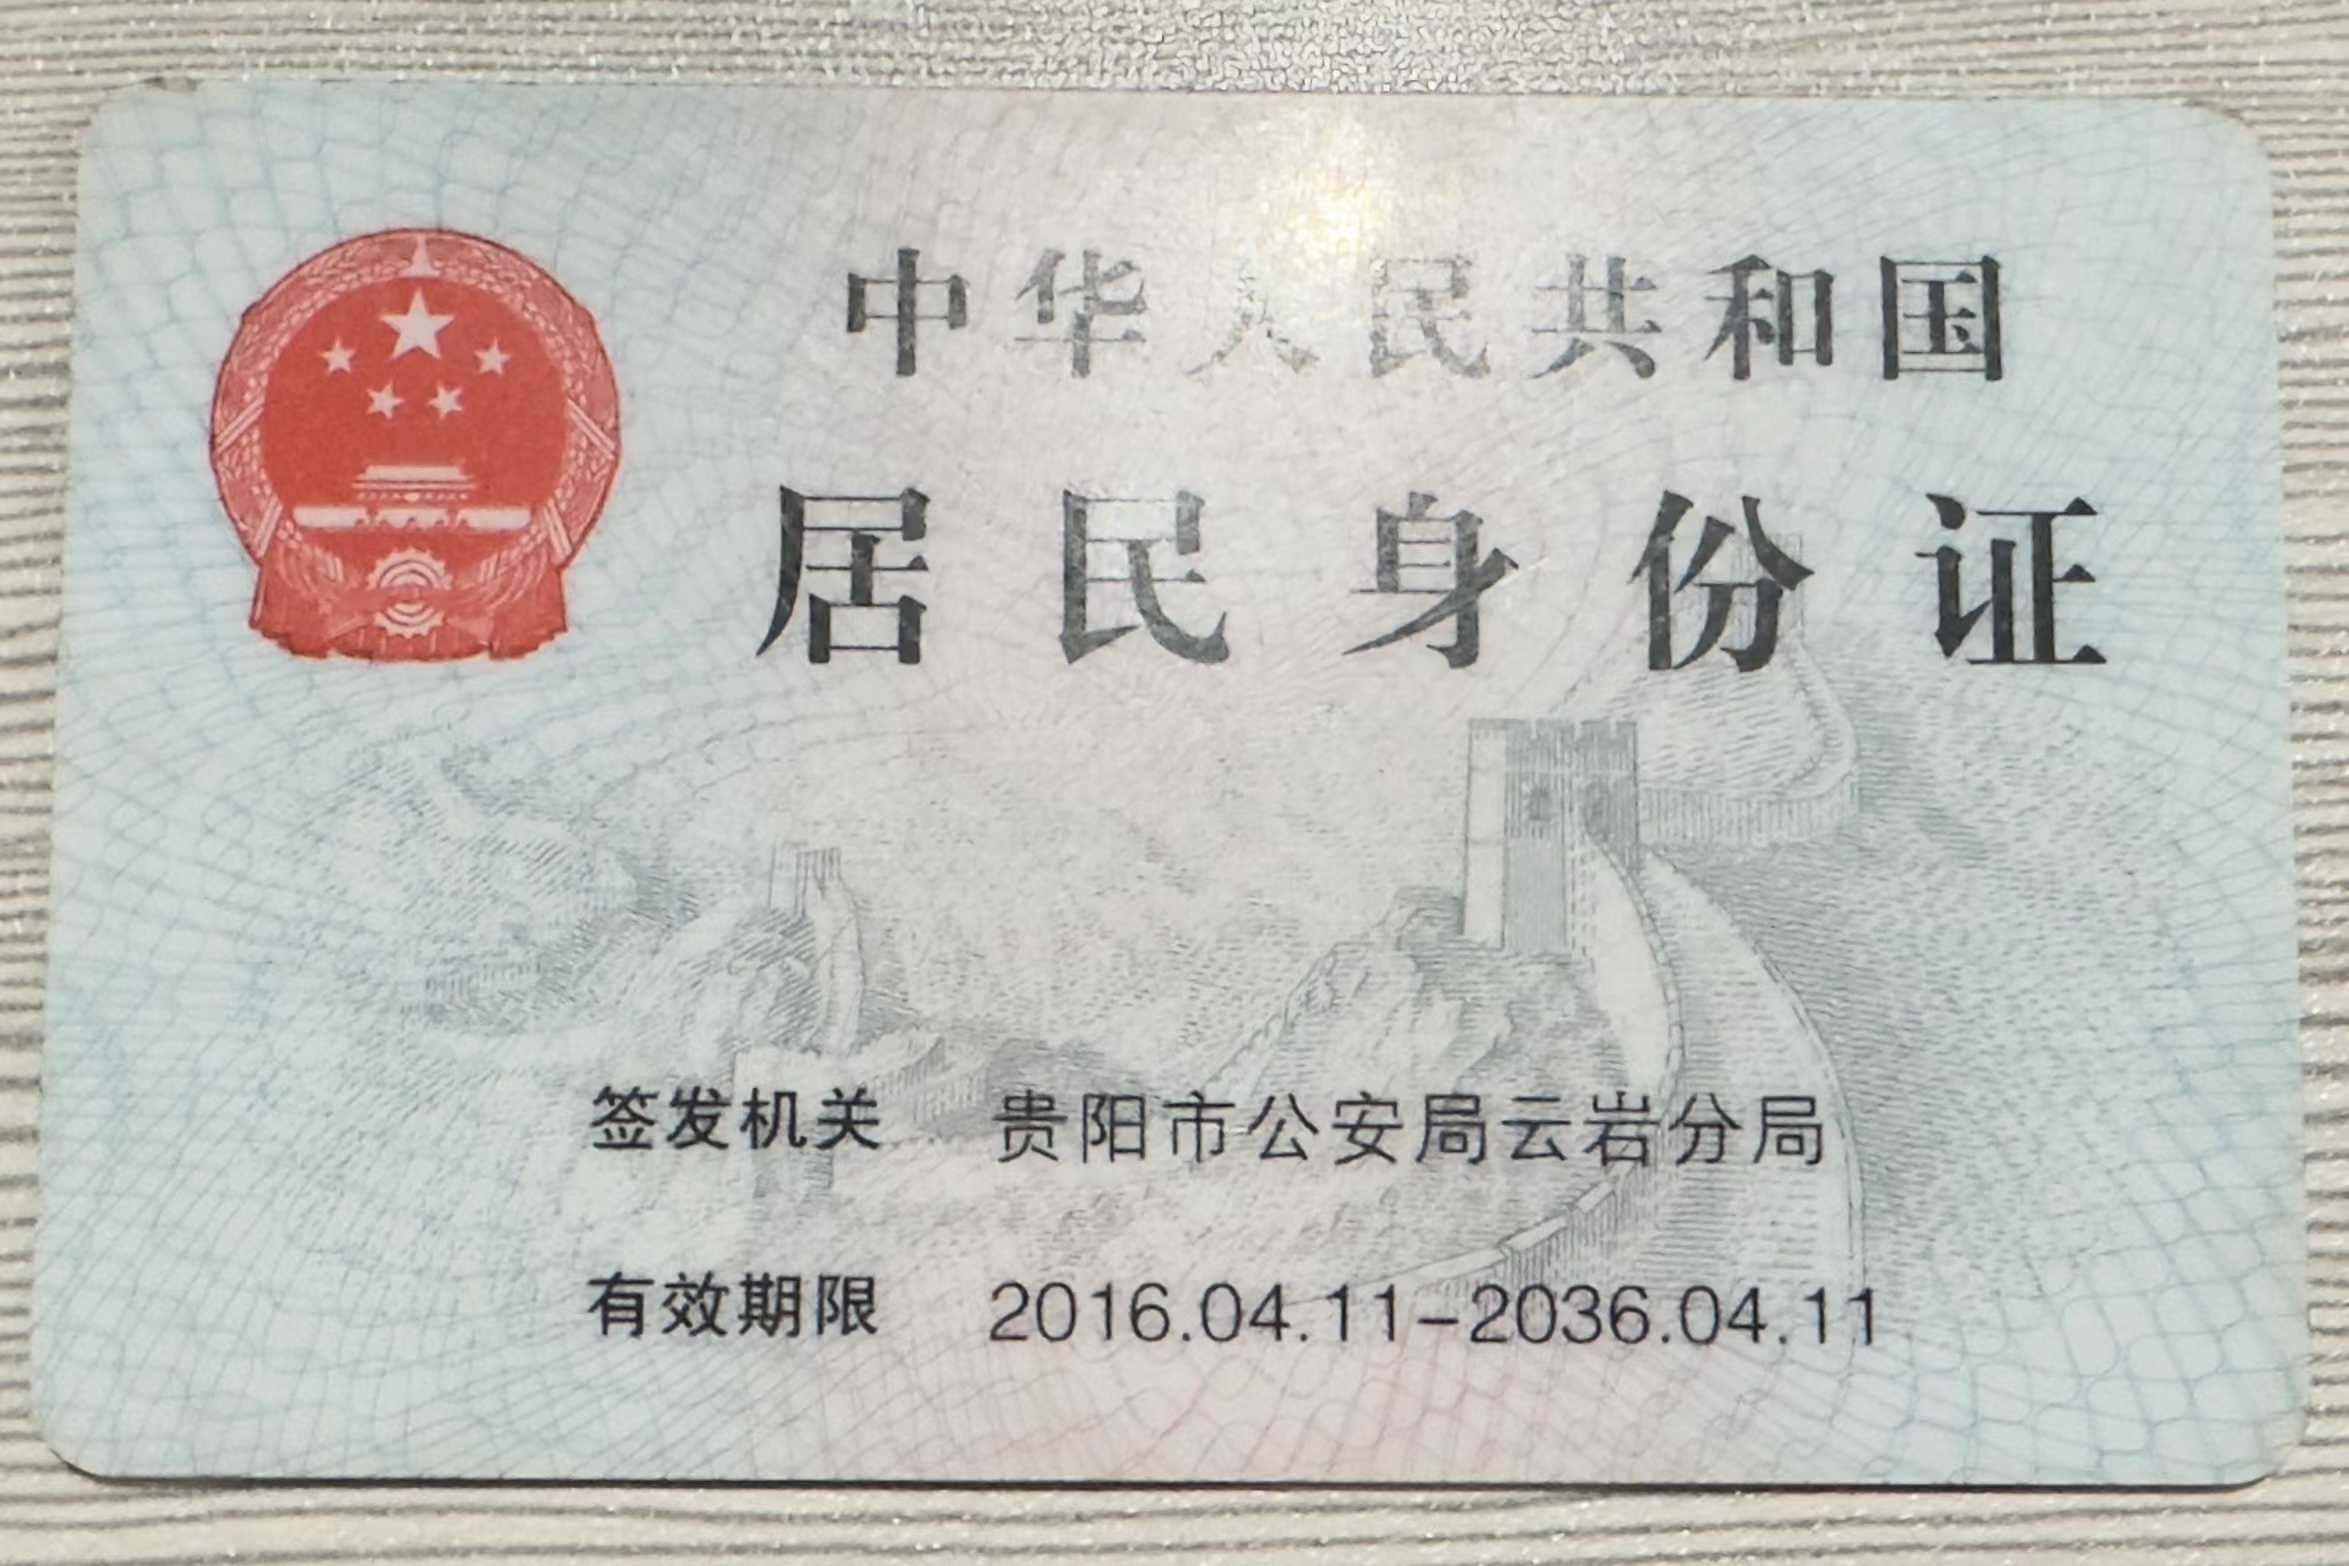 中华人民共和国
居民身份证
签发机关 贵阳市公安局云岩分局
有效期限 2016.04.11-2036.04.11